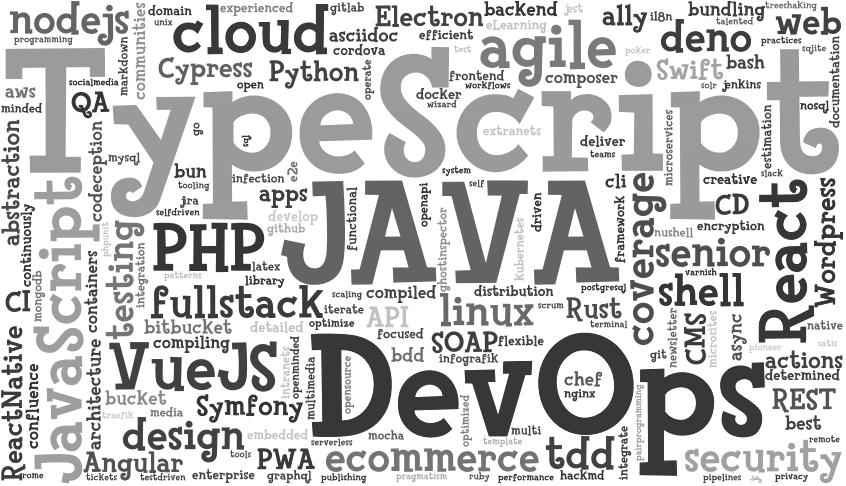 nodejs
programming
domain
unix
experienced
gitlab
Electron
backend
jest
ally
i18n
bundling
talented
treeshaking
web
cloud
asciidoc
cordova
efficient
eLearning
agile
test
poker
deno
practices
sqlite
markdown
communities
Cypress
Python
operate
frontend
workflows
composer
Swift
bash
documentation
socialmedia
open
docker
wizard
solr
jenkins
aws
minded
QA
TypeScript
nosql
go
sql
extranets
deliver
teams
microservices
estimation
abstraction
codeception
mysql
bun
tooling
infection
e2e
system
slack
jra
selfdriven
apps
functional
JAVA
openapi
self
driven
cli
framework
creative
CD
encryption
React
Wordpress
continuously
JavaScript
phpunit
testing
integration
develop
github
PHP
latex
library
patterns
ghostinspector
kubernetes
coverage
nushell
senior
varnish
shell
CI
mongodb
containers
fullstack
scaling
compiled
distribution
postgresql
iterate
optimize
API
linux
scrum
Rust
terminal
newsletter
CMS
microsites
async
native
satis
bitbucket
detailed
compiling
focused
bdd
SOAP
flexible
infografik
git
pioneer
actions
determined
ReactNative
confluence
architecture
VueJS
intranets
openminded
multimedia
opensource
DevOps
chef
nginx
REST
best
bucket
traefik
media
Symfony
design
embedded
serverless
mocha
optimized
multi
template
pairprogramming
remote
rome
Angular
tools
PWA
ecommerce
tdd
integrate
security
tickets
testdriven
enterprise
graphql
publishing
pragmatism
ruby
performance
hackmd
pipelines
privacy